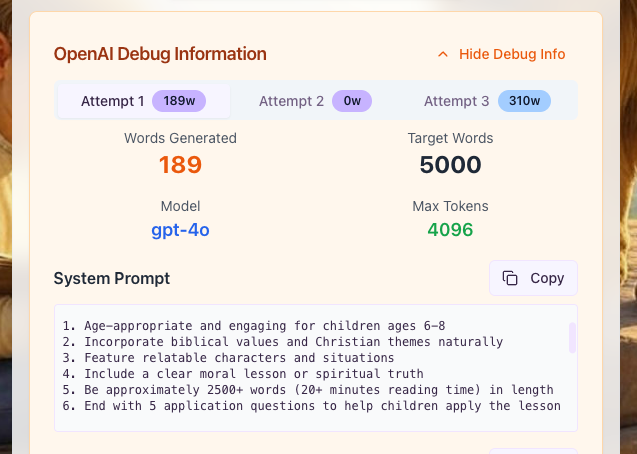 OpenAI Debug Information
Hide Debug Info
Attempt 1 189w Attempt 2 0w Attempt 3 310w
Words Generated Target Words
189 5000
Model Max Tokens
gpt-4o 4096
System Prompt Copy
1. Age-appropriate and engaging for children ages 6-8
2. Incorporate biblical values and Christian themes naturally
3. Feature relatable characters and situations
4. Include a clear moral lesson or spiritual truth
5. Be approximately 2500+ words (20+ minutes reading time) in length
6. End with 5 application questions to help children apply the lesson